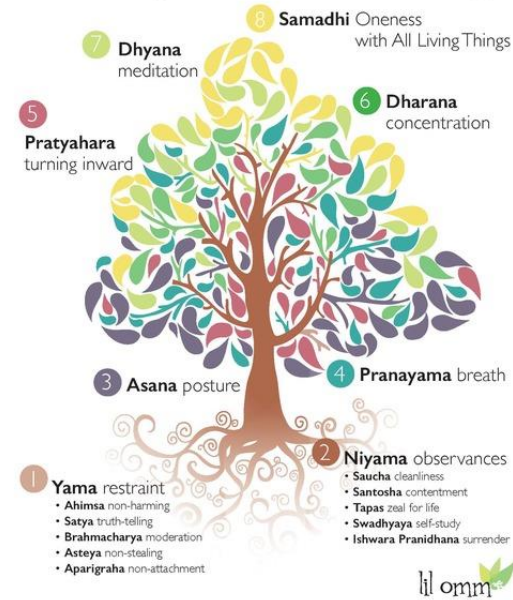 8 Samadhi Oneness
with All Living Things
7 Dhyana
meditation
6 Dharana
concentration
5
Pratyahara
turning inward
3 Asana posture
4 Pranayama breath
2 Niyama observances
• Saucha cleanliness
• Santosha contentment
• Tapas zeal for life
• Swadhyaya self-study
• Ishwara Pranidhana surrender
1 Yama restraint
• Ahimsa non-harming
• Satya truth-telling
• Brahmacharya moderation
• Asteya non-stealing
• Aparigraha non-attachment
lil omm